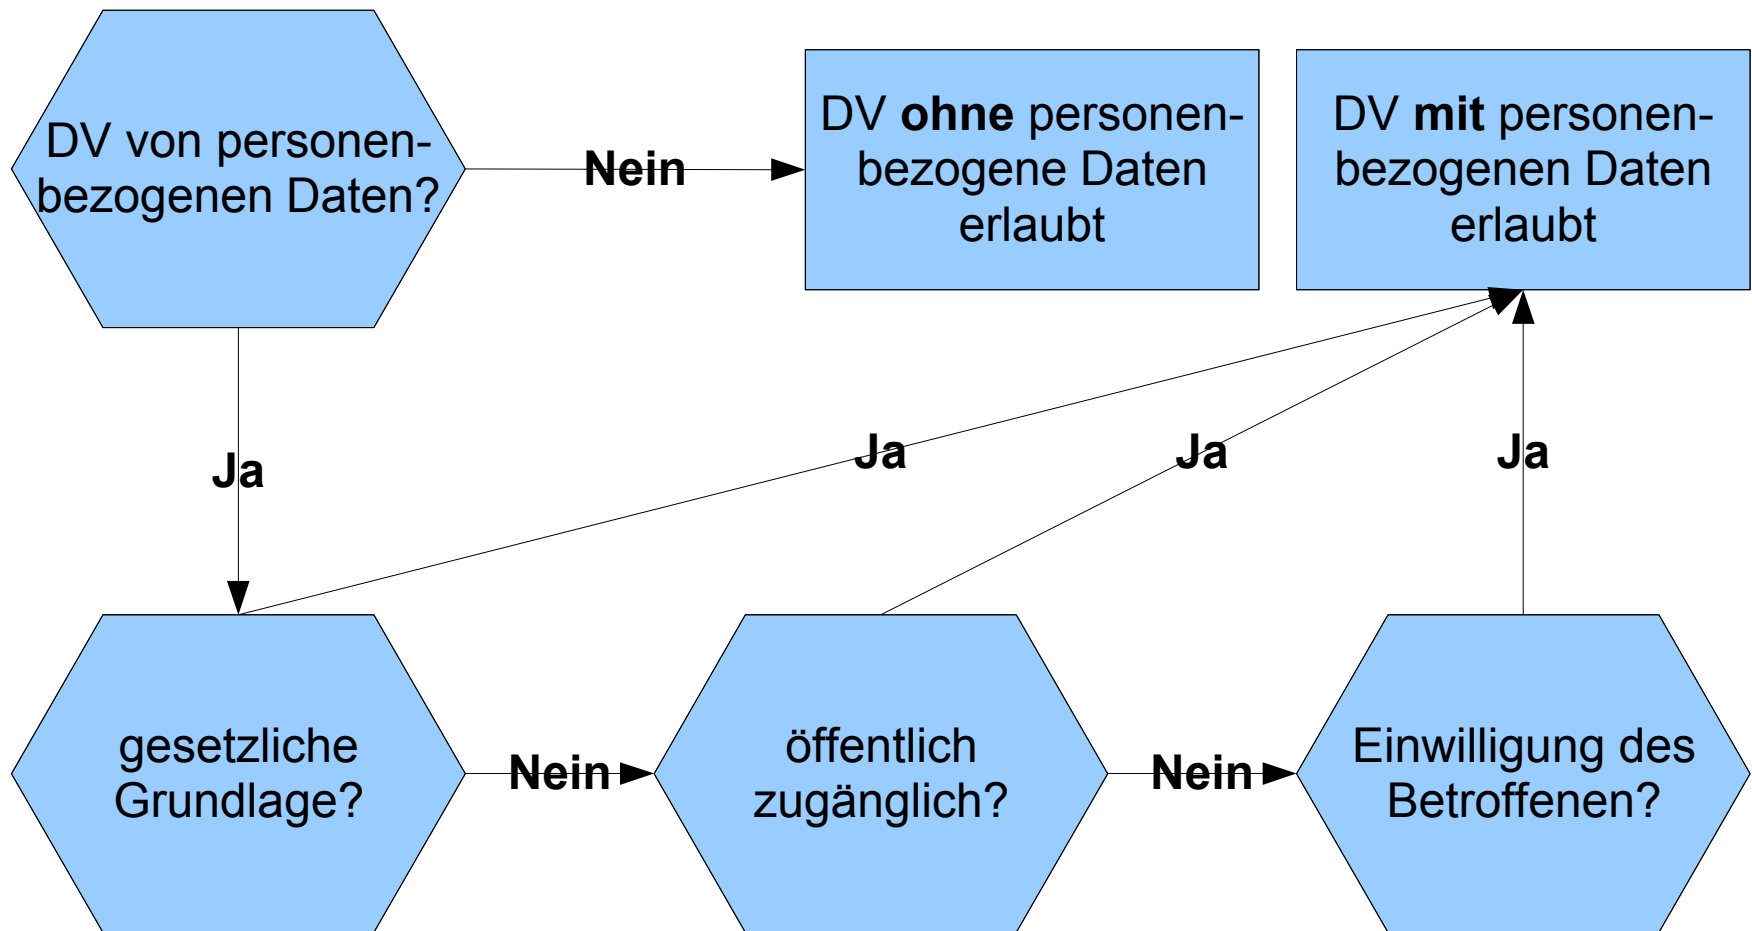 DV von personen-
bezogenen Daten?
Nein
DV ohne personen-
bezogene Daten
erlaubt
DV mit personen-
bezogenen Daten
erlaubt
Ja
Ja
Ja
Ja
gesetzliche
Grundlage?
Nein
öffentlich
zugänglich?
Nein
Einwilligung des
Betroffenen?